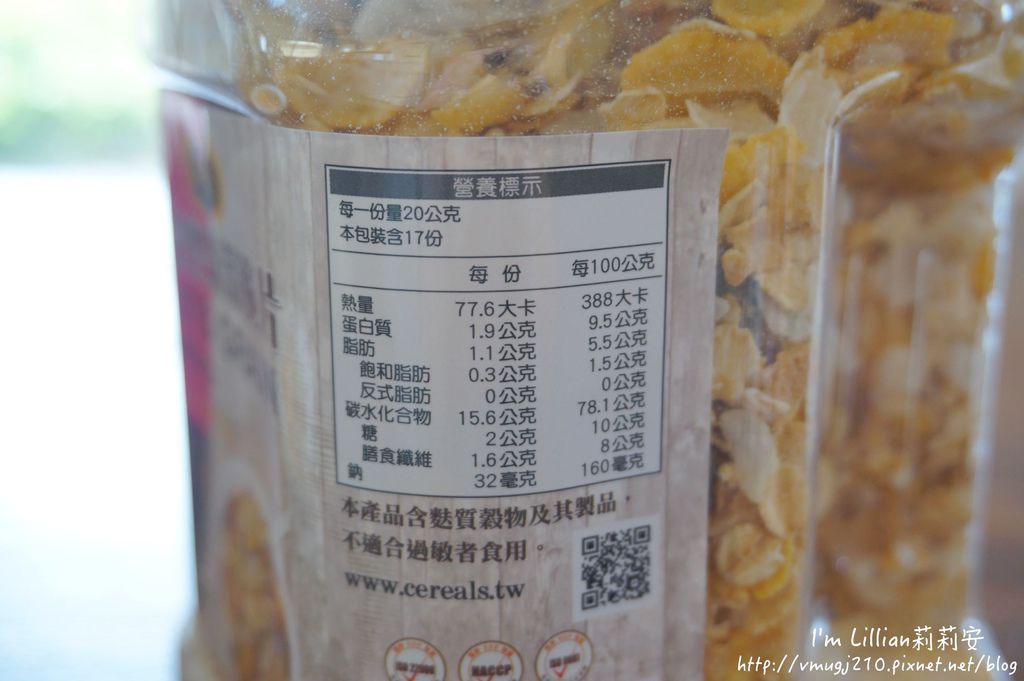 營養標示
每一份量20公克
本包裝含17份
每 份 每100公克
熱量 77.6大卡 388大卡
蛋白質 1.9公克 9.5公克
脂肪 1.1公克 5.5公克
飽和脂肪 0.3公克 1.5公克
反式脂肪 0公克 0公克
碳水化合物 15.6公克 78.1公克
糖 2公克 10公克
膳食纖維 1.6公克 8公克
鈉 32毫克 160毫克
本產品含麩質穀物及其製品，
不適合過敏者食用。
www.cereals.tw
HACCP
I'm Lillian莉莉安
http://vmugj210.pixnet.net/blog